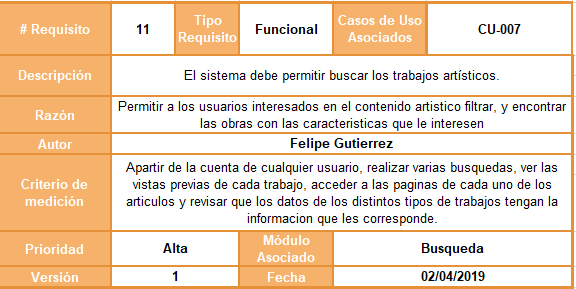 # Requisito 11 Tipo Requisito Funcional Casos de Uso Asociados CU-007
Descripción El sistema debe permitir buscar los trabajos artísticos.
Razón Permitir a los usuarios interesados en el contenido artistico filtrar, y encontrar
las obras con las caracteristicas que le interesen
Autor Felipe Gutierrez
Criterio de medición Apartir de la cuenta de cualquier usuario, realizar varias busquedas, ver las
vistas previas de cada trabajo, acceder a las paginas de cada uno de los
articulos y revisar que los datos de los distintos tipos de trabajos tengan la
informacion que les corresponde.
Prioridad Alta Módulo Asociado Busqueda
Versión 1 Fecha 02/04/2019